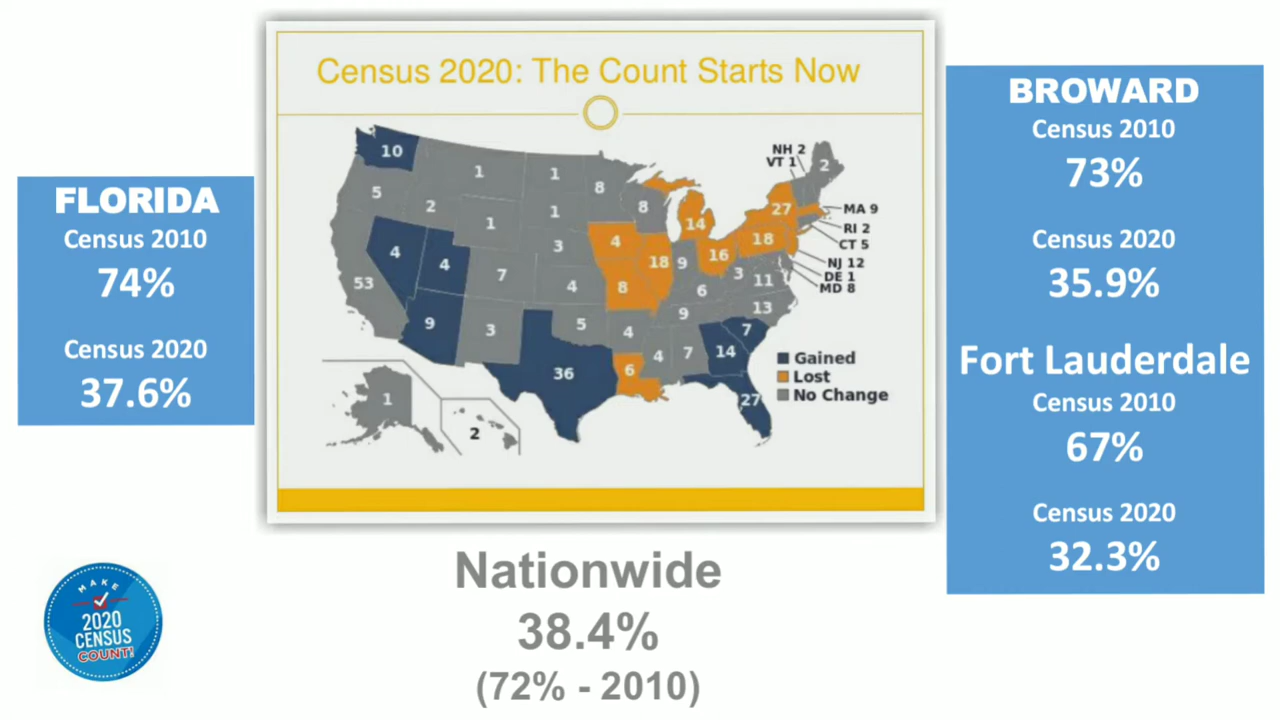 Census 2020: The Count Starts Now
FLORIDA
Census 2010
74%
Census 2020
37.6%
10
1
1
8
5
2
1
1
8
NH 2
VT 1
2
27
MA 9
RI 2
CT 5
NJ 12
DE 1
MD 8
14
4
4
3
4
18
9
16
18
53
7
4
8
6
3
11
13
9
9
3
5
4
7
36
6
4
7
14
27
1
2
Gained
Lost
No Change
BROWARD
Census 2010
73%
Census 2020
35.9%
Fort Lauderdale
Census 2010
67%
Census 2020
32.3%
Nationwide
38.4%
(72% - 2010)
MAKE
2020
CENSUS
COUNT!